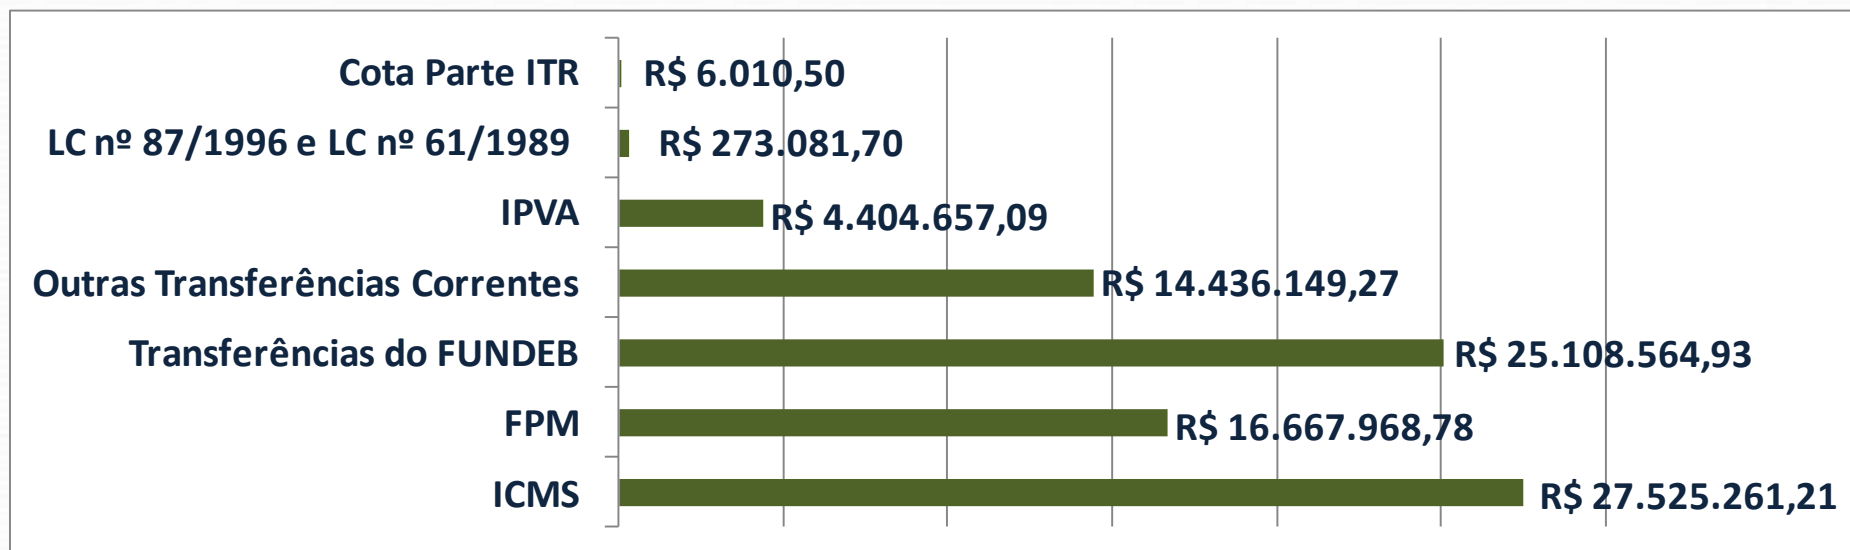 Cota Parte ITR R$ 6.010,50
LC nº 87/1996 e LC nº 61/1989 R$ 273.081,70
IPVA R$ 4.404.657,09
Outras Transferências Correntes R$ 14.436.149,27
Transferências do FUNDEB R$ 25.108.564,93
FPM R$ 16.667.968,78
ICMS R$ 27.525.261,21